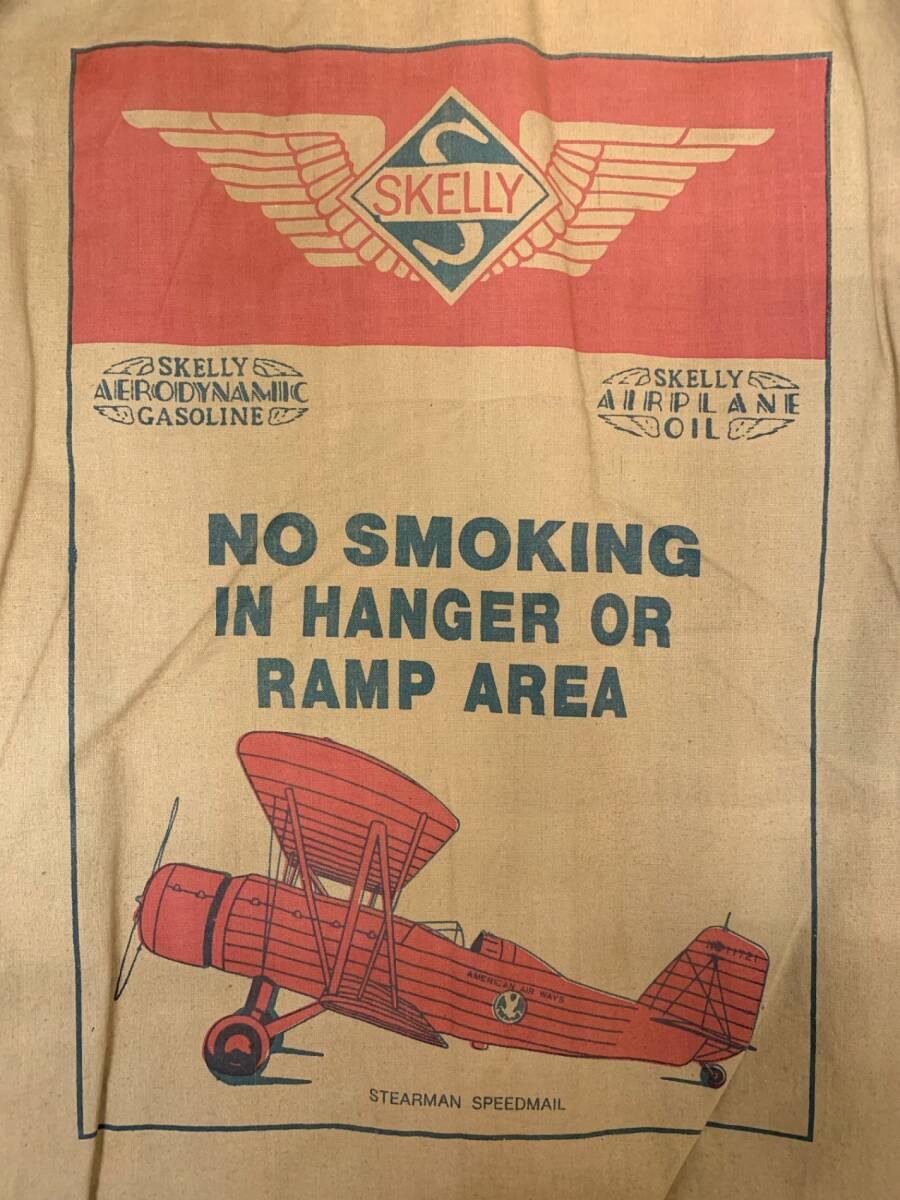 SKELLY
SKELLY
AERODYNAMIC
GASOLINE
SKELLY
AIRPLANE
OIL
NO SMOKING
IN HANGER OR
RAMP AREA
AMERICAN AIR WAYS
STEARMAN SPEEDMAIL